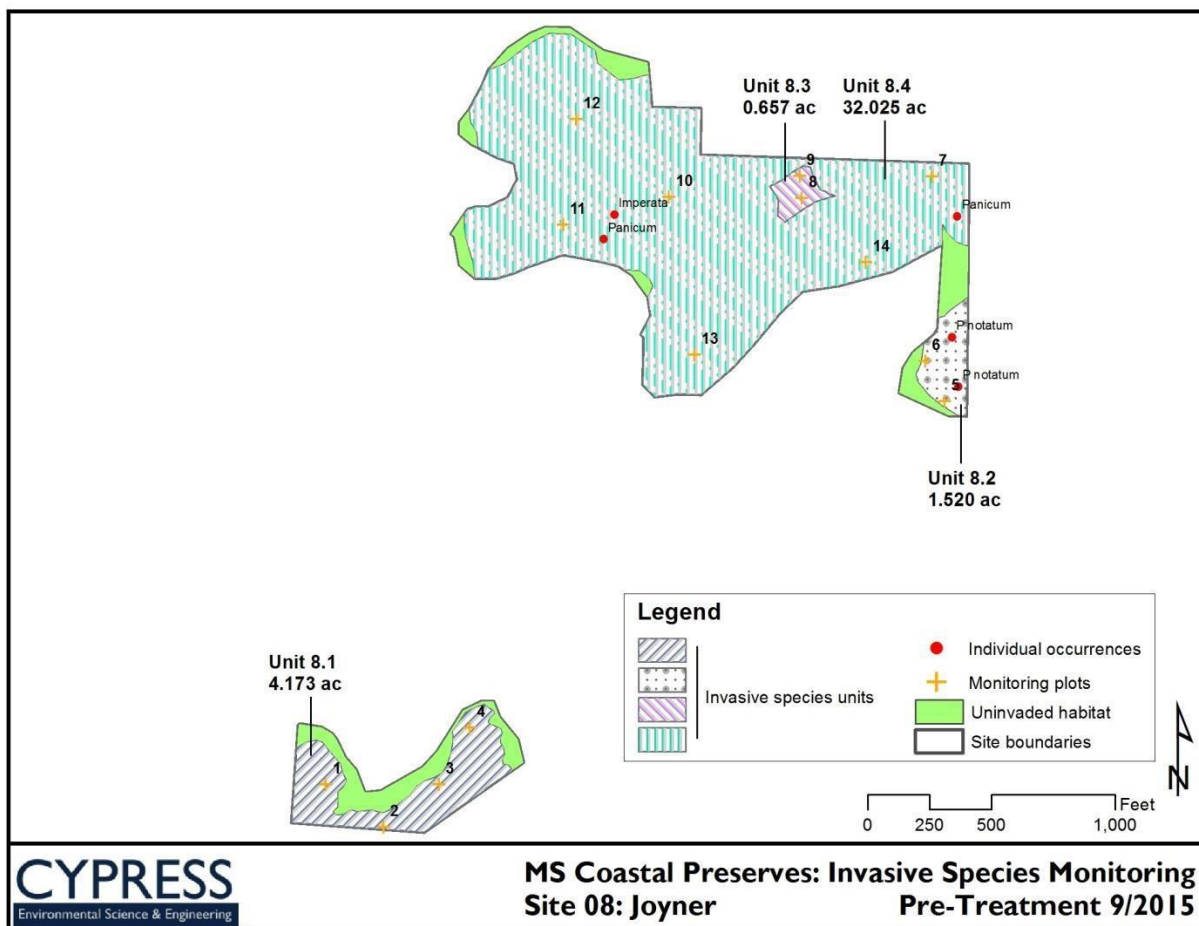 Unit 8.3
0.657 ac
Unit 8.4
32.025 ac
12
9
7
8
10
Imperata
11
Panicum
Panicum
14
P notatum
13
6
P notatum
5
Unit 8.2
1.520 ac
Legend
Invasive species units
Individual occurrences
Monitoring plots
Uninvaded habitat
Site boundaries
N
Feet
0 250 500 1,000
Unit 8.1
4.173 ac
4
1
3
2
CYPRESS
Environmental Science & Engineering
MS Coastal Preserves: Invasive Species Monitoring
Site 08: Joyner Pre-Treatment 9/2015